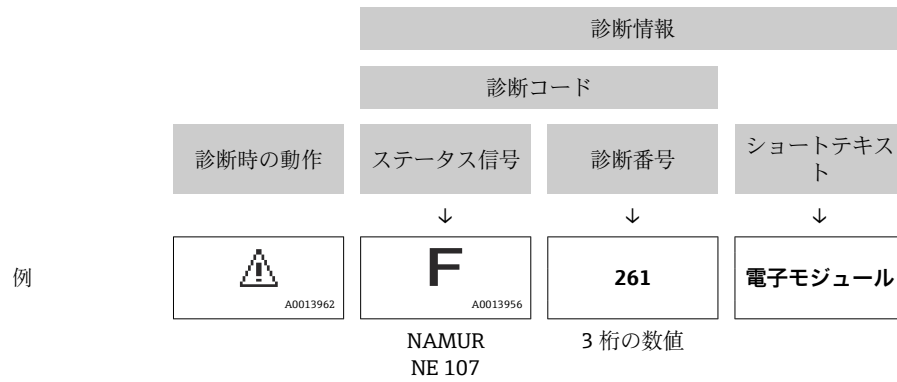 診断情報
診断コード
診断時の動作
ステータス信号
診断番号
ショートテキス
ト
↓
↓
↓
例
A0013962
F
A0013956
261
電子モジュール
NAMUR
NE 107
3 桁の数値